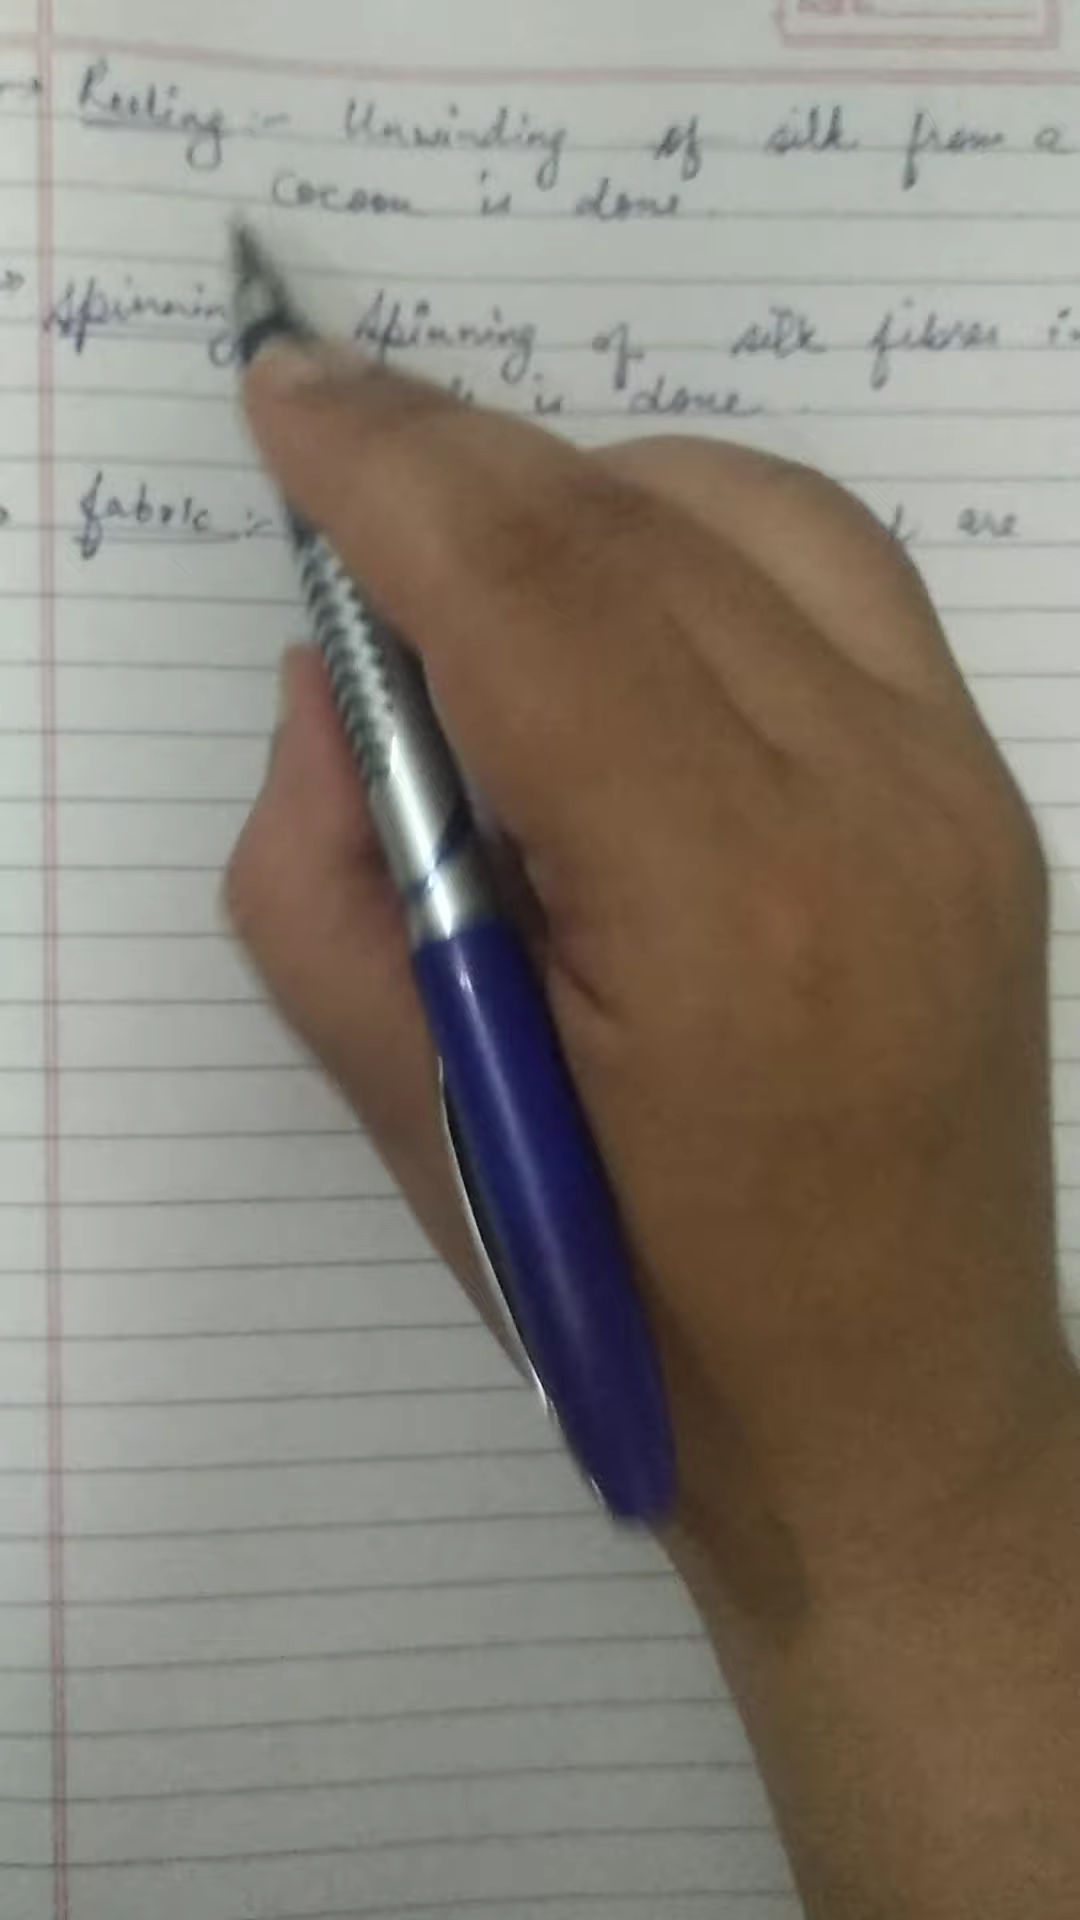 → Reeling :- Unwinding of silk from a
cocoon is done.
Spinning Spinning of silk fibres
is done.
fabric :- are